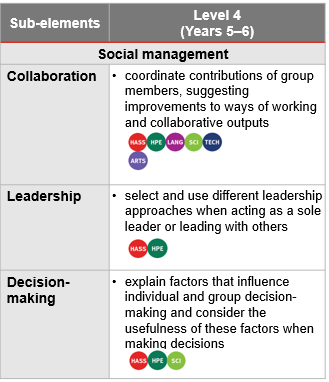 Sub-elements
Level 4
(Years 5–6)
Social management
Collaboration
• coordinate contributions of group
members, suggesting
improvements to ways of working
and collaborative outputs
HASS HPE LANG SCI TECH
ARTS
Leadership
• select and use different leadership
approaches when acting as a sole
leader or leading with others
HASS HPE
Decision-
making
• explain factors that influence
individual and group decision-
making and consider the
usefulness of these factors when
making decisions
HASS HPE SCI